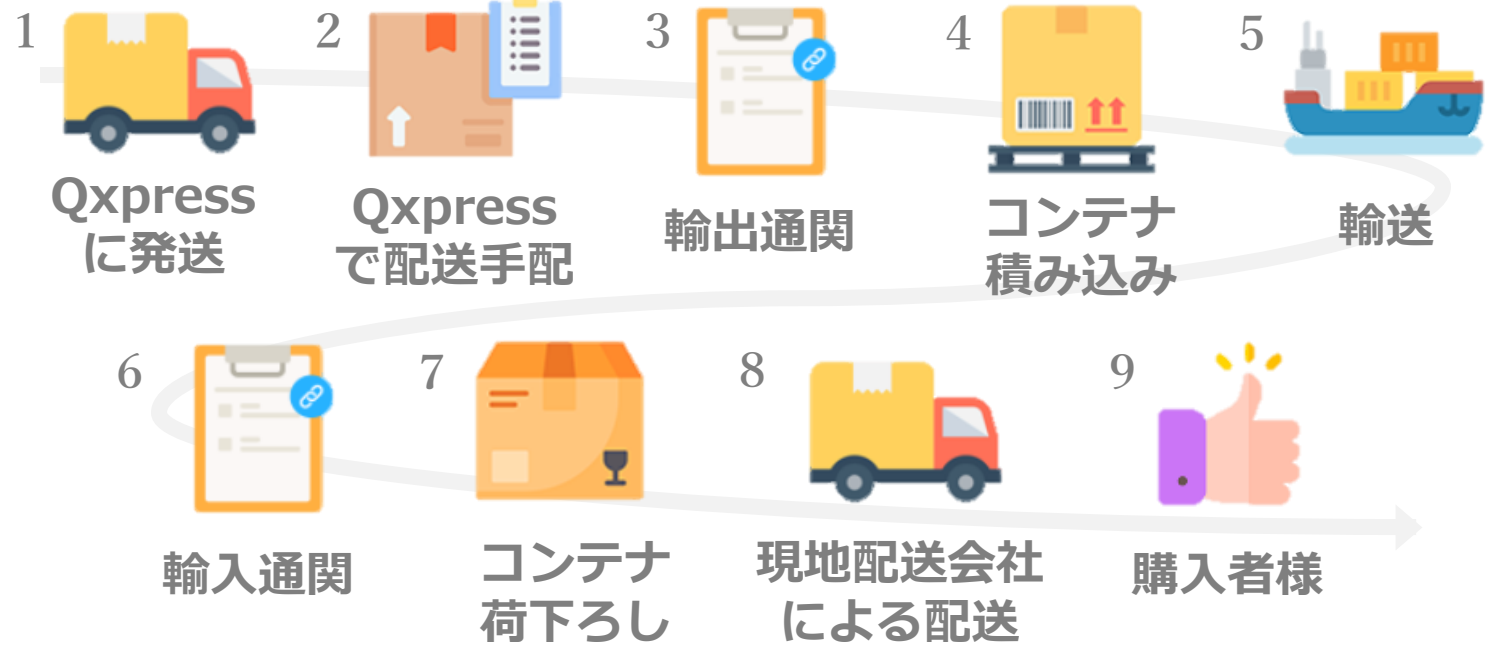 1
Qxpress
に発送
2
Qxpress
で配送手配
3
輸出通関
4
コンテナ
積み込み
5
輸送
6
輸入通関
7
コンテナ
荷下ろし
8
現地配送会社
による配送
9
購入者様